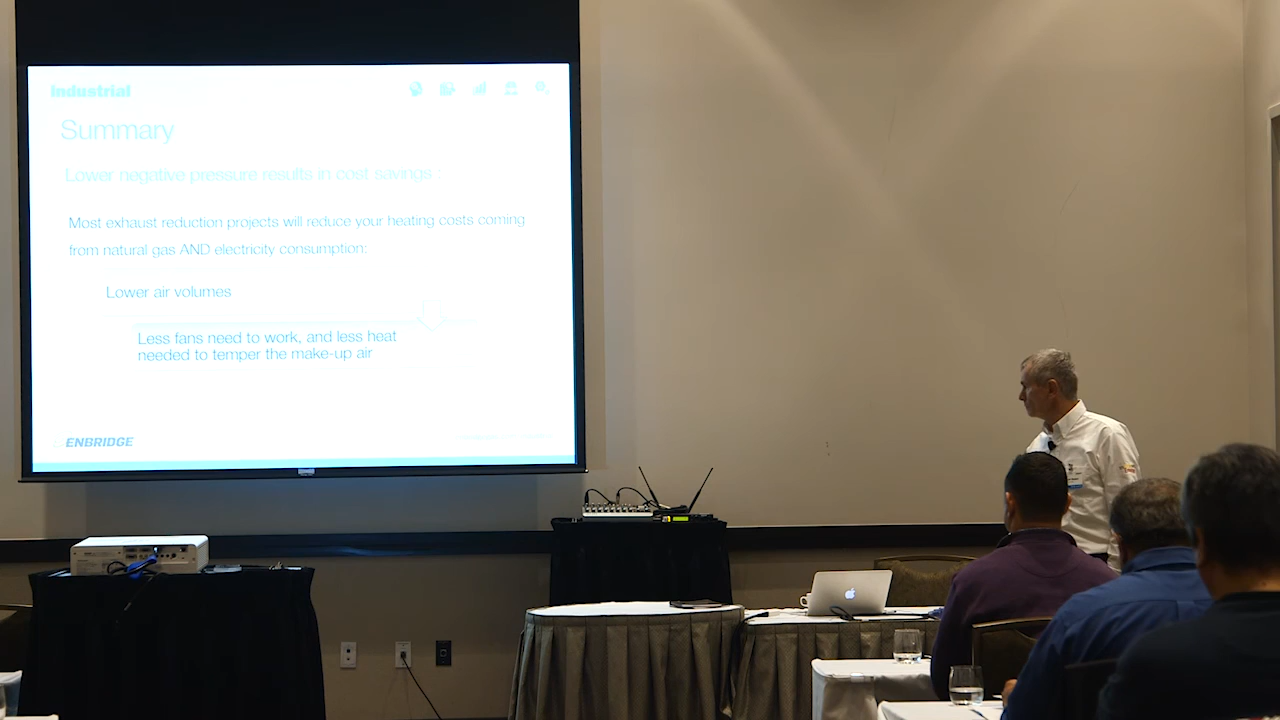 Industrial
Summary
Lower negative pressure results in cost savings :
Most exhaust reduction projects will reduce your heating costs coming
from natural gas AND electricity consumption:
Lower air volumes
Less fans need to work, and less heat
needed to temper the make-up air
ENBRIDGE